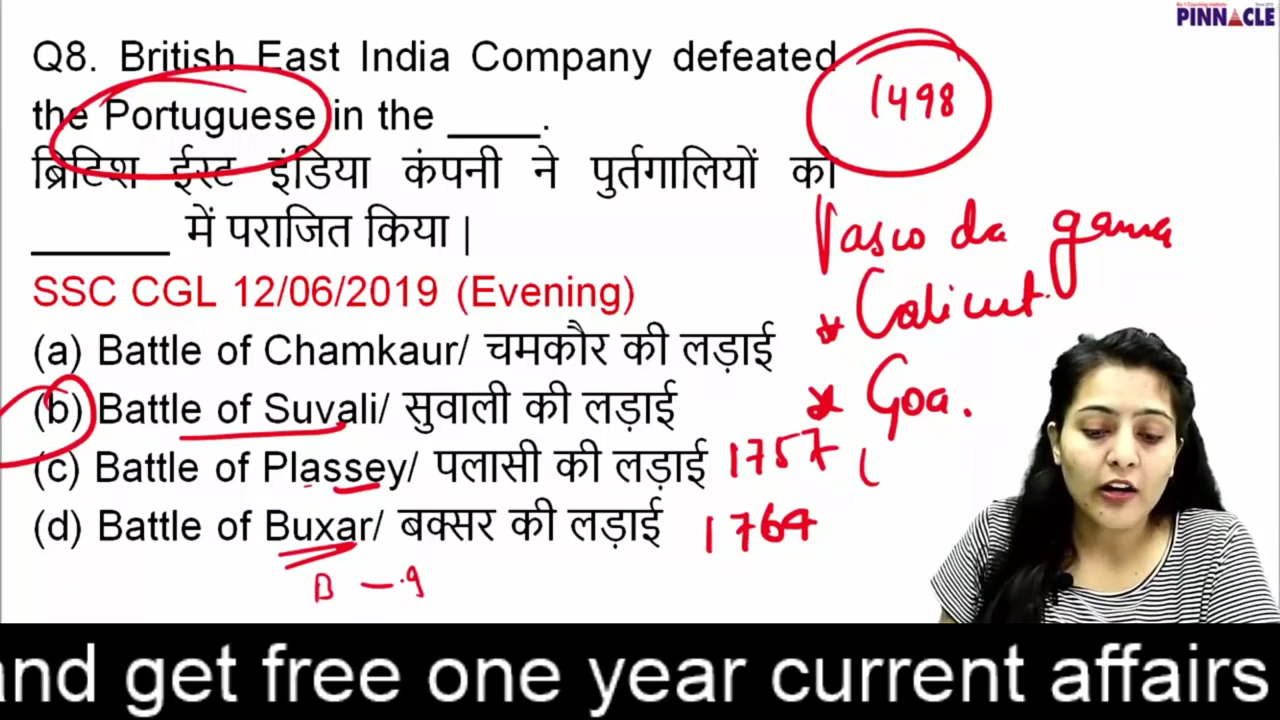 PINNACLE
Q8. British East India Company defeated
the Portuguese in the ____.
ब्रिटिश ईस्ट इंडिया कंपनी ने पुर्तगालियों को
______ में पराजित किया |
SSC CGL 12/06/2019 (Evening)
(a) Battle of Chamkaur/ चमकौर की लड़ाई
(b) Battle of Suvali/ सुवाली की लड़ाई
(c) Battle of Plassey/ पलासी की लड़ाई
(d) Battle of Buxar/ बक्सर की लड़ाई
1498
Vasco da gama
* Calicut.
* Goa.
1757 (
1764
B
and get free one year current affairs